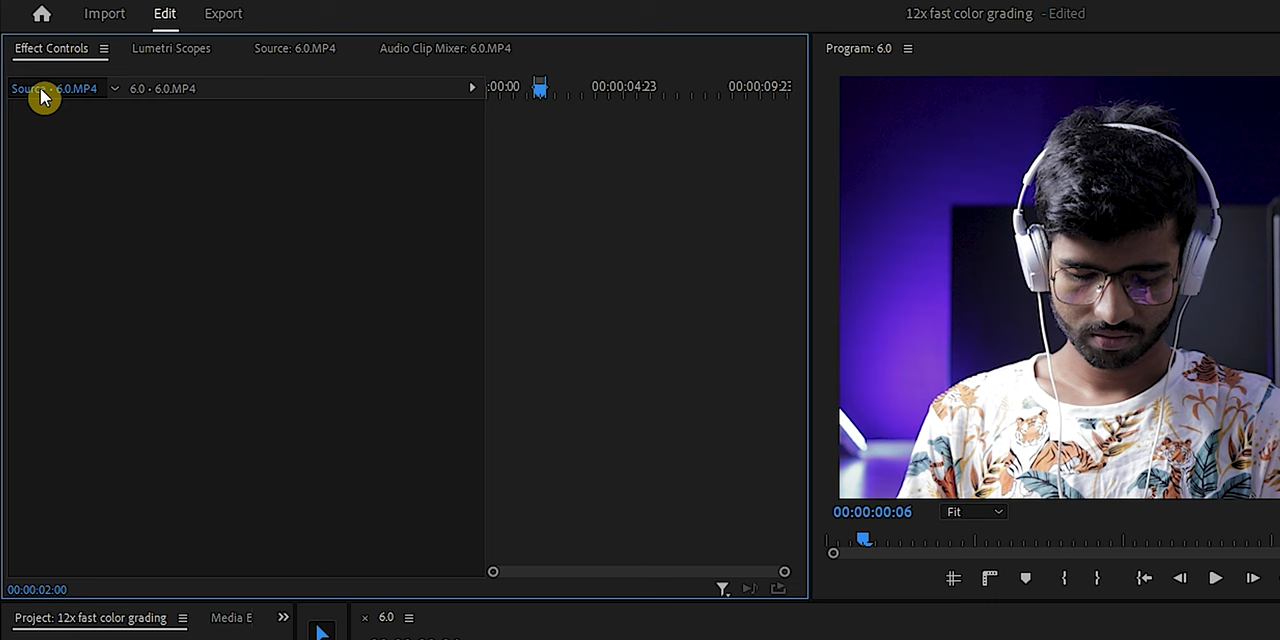 Import Edit Export 12x fast color grading - Edited
Effect Controls Lumetri Scopes Source: 6.0.MP4 Audio Clip Mixer: 6.0.MP4 Program: 6.0
Source · 6.0.MP4 6.0 · 6.0.MP4 :00:00 00:00:04:23 00:00:09:23
00:00:00:06 Fit
00:00:02:00
Project: 12x fast color grading Media E 6.0